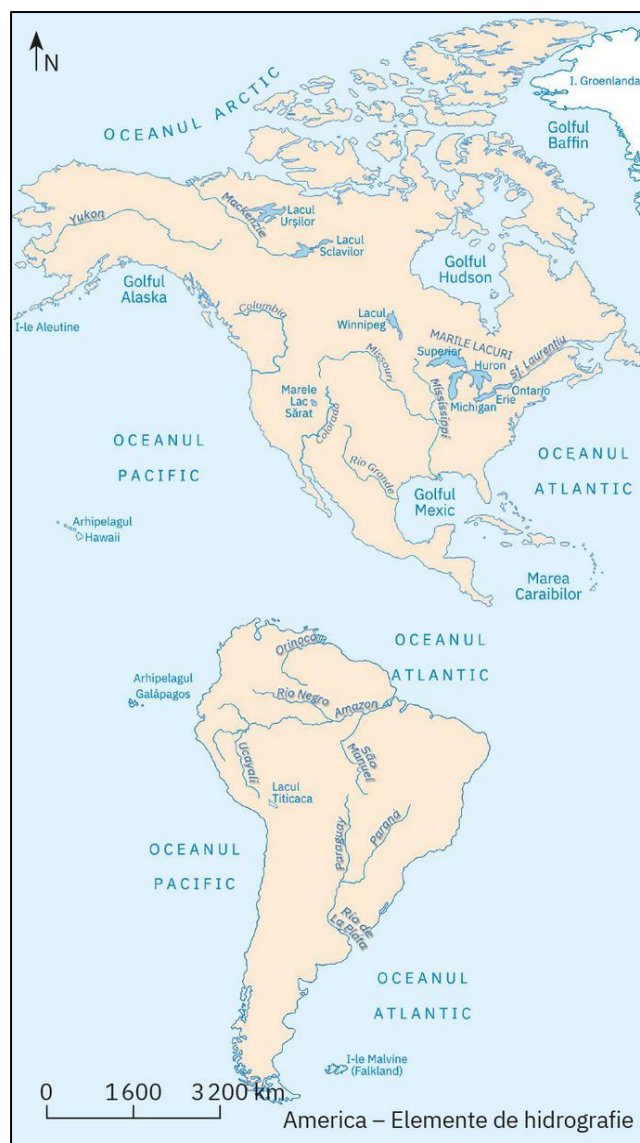 N
OCEANUL ARCTIC
I. Groenlanda
Golful
Baffin
Yukon
Mackenzie
Lacul
Urșilor
Lacul
Sclavilor
Golful
Alaska
Golful
Hudson
I-le Aleutine
Columbia
Lacul
Winnipeg
MARILE LACURI
Superior
Huron
Sf. Laurențiu
Missouri
Mississippi
Michigan
Erie
Ontario
Marele
Lac
Sărat
Colorado
Rio Grande
OCEANUL
PACIFIC
OCEANUL
ATLANTIC
Golful
Mexic
Arhipelagul
Hawaii
Marea
Caraibilor
OCEANUL
ATLANTIC
Orinoco
Arhipelagul
Galápagos
Rio Negro
Amazon
Ucayali
São
Manuel
Lacul
Titicaca
Paraguay
Paraná
OCEANUL
PACIFIC
Rio de
La Plata
OCEANUL
ATLANTIC
I-le Malvine
(Falkland)
0 1600 3200 km
America – Elemente de hidrografie